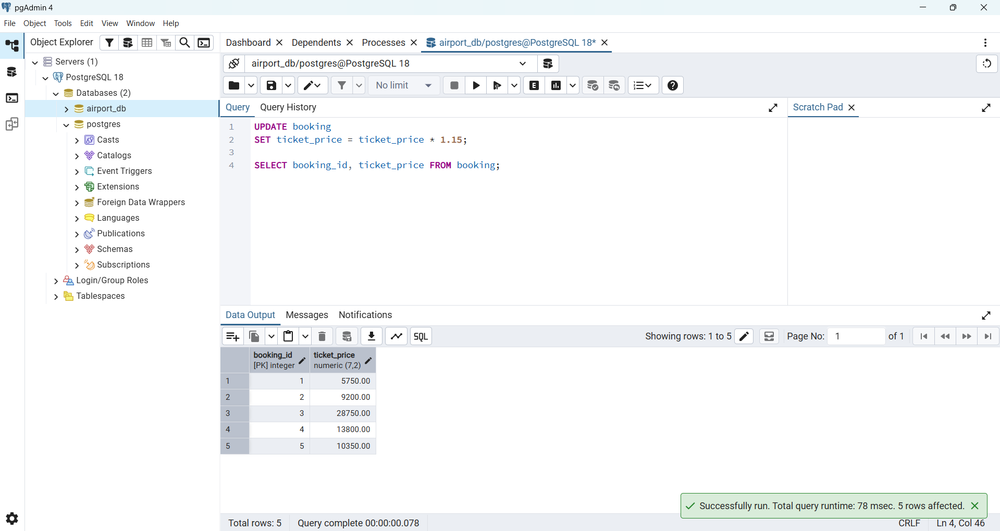 pgAdmin 4
File Object Tools Edit View Window Help
Object Explorer
Dashboard Dependents Processes airport_db/postgres@PostgreSQL 18*
Servers (1)
PostgreSQL 18
Databases (2)
airport_db
postgres
Casts
Catalogs
Event Triggers
Extensions
Foreign Data Wrappers
Languages
Publications
Schemas
Subscriptions
Login/Group Roles
Tablespaces
airport_db/postgres@PostgreSQL 18
No limit
E
Query Query History
Scratch Pad
1 UPDATE booking
2 SET ticket_price = ticket_price * 1.15;
3
4 SELECT booking_id, ticket_price FROM booking;
Data Output Messages Notifications
SQL
Showing rows: 1 to 5 Page No: 1 of 1
booking_id ticket_price
[PK] integer numeric (7,2)
1 1 5750.00
2 2 9200.00
3 3 28750.00
4 4 13800.00
5 5 10350.00
Successfully run. Total query runtime: 78 msec. 5 rows affected.
Total rows: 5 Query complete 00:00:00.078 CRLF Ln 4, Col 46